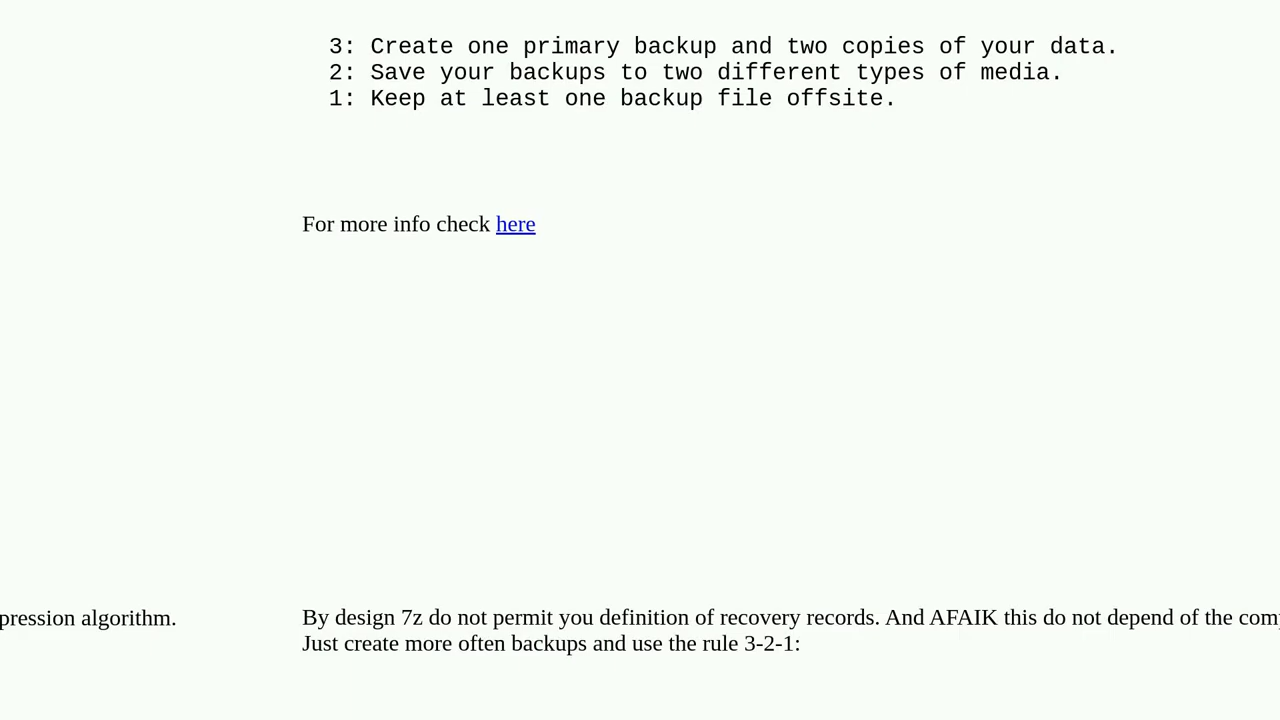 3: Create one primary backup and two copies of your data.
2: Save your backups to two different types of media.
1: Keep at least one backup file offsite.
For more info check here
pression algorithm.
By design 7z do not permit you definition of recovery records. And AFAIK this do not depend of the com
Just create more often backups and use the rule 3-2-1: